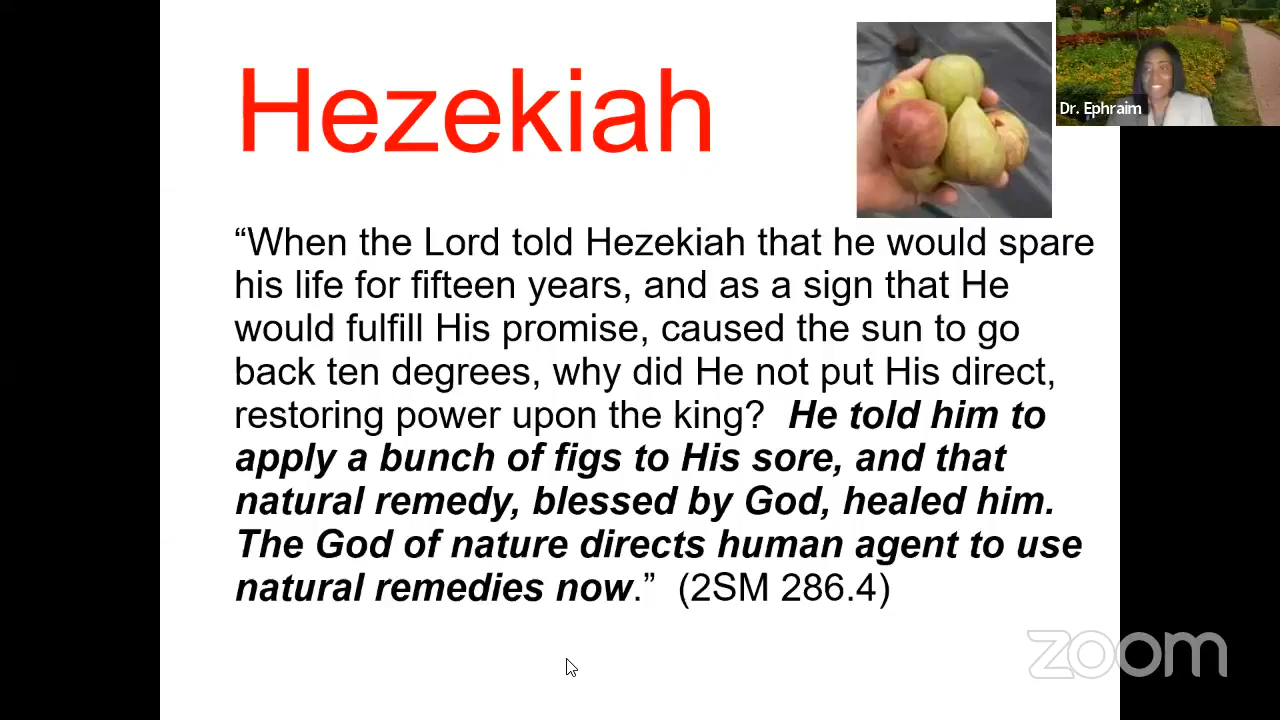 Hezekiah
Dr. Ephraim
“When the Lord told Hezekiah that he would spare
his life for fifteen years, and as a sign that He
would fulfill His promise, caused the sun to go
back ten degrees, why did He not put His direct,
restoring power upon the king?  He told him to
apply a bunch of figs to His sore, and that
natural remedy, blessed by God, healed him.
The God of nature directs human agent to use
natural remedies now.”  (2SM 286.4)
zoom